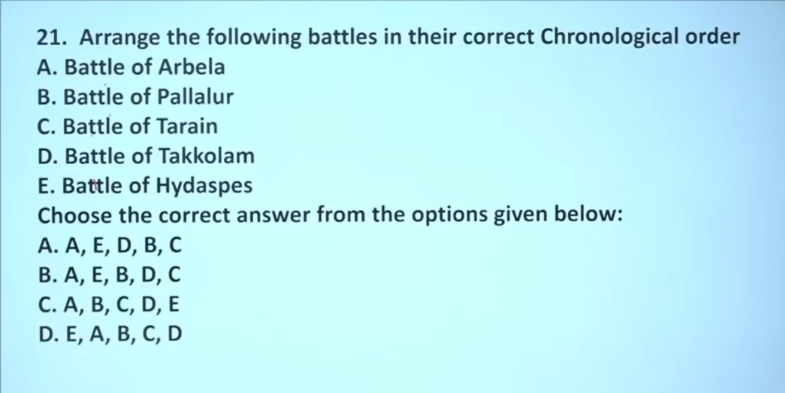 21. Arrange the following battles in their correct Chronological order
A. Battle of Arbela
B. Battle of Pallalur
C. Battle of Tarain
D. Battle of Takkolam
E. Battle of Hydaspes
Choose the correct answer from the options given below:
A. A, E, D, B, C
B. A, E, B, D, C
C. A, B, C, D, E
D. E, A, B, C, D